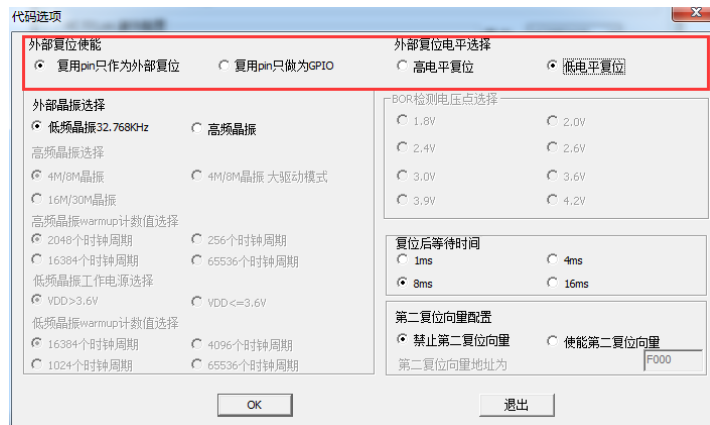 代码选项
外部复位使能
复用pin只作为外部复位
复用pin只做为GPIO
外部复位电平选择
高电平复位
低电平复位
外部晶振选择
低频晶振32.768KHz
高频晶振
高频晶振选择
4M/8M晶振
4M/8M晶振 大驱动模式
16M/30M晶振
高频晶振warmup计数值选择
2048个时钟周期
256个时钟周期
16384个时钟周期
65536个时钟周期
低频晶振工作电源选择
VDD>3.6V
VDD<=3.6V
低频晶振warmup计数值选择
16384个时钟周期
4096个时钟周期
1024个时钟周期
65536个时钟周期
BOR检测电压点选择
1.8V
2.0V
2.4V
2.6V
3.0V
3.6V
3.9V
4.2V
复位后等待时间
1ms
4ms
8ms
16ms
第二复位向量配置
禁止第二复位向量
使能第二复位向量
第二复位向量地址为
F000
OK
退出